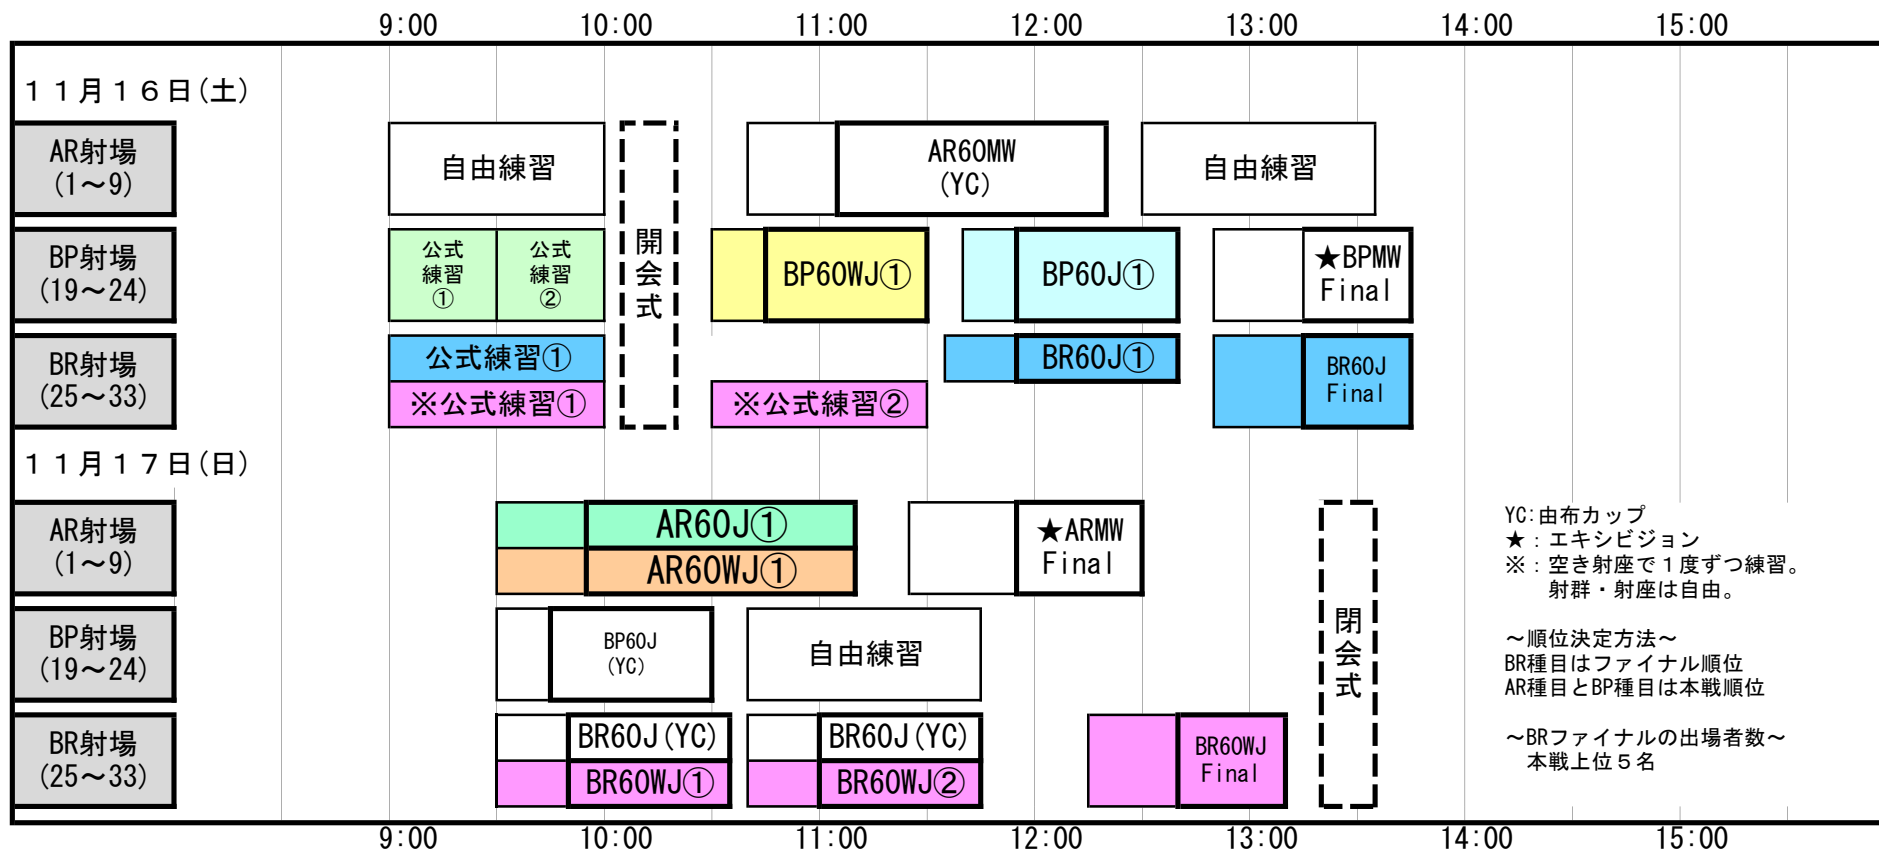 9:00 10:00 11:00 12:00 13:00 14:00 15:00
11月16日(土)
AR射場
(1～9)
自由練習
開会式
AR60MW
(YC)
自由練習
BP射場
(19～24)
公式
練習
①
公式
練習
②
BP60WJ①
BP60J①
★BPMW
Final
BR射場
(25～33)
公式練習①
※公式練習①
※公式練習②
BR60J①
BR60J
Final
11月17日(日)
AR射場
(1～9)
AR60J①
AR60WJ①
★ARMW
Final
閉会式
BP射場
(19～24)
BP60J
(YC)
自由練習
BR射場
(25～33)
BR60J(YC)
BR60WJ①
BR60J(YC)
BR60WJ②
BR60WJ
Final
YC:由布カップ
★：エキシビジョン
※：空き射座で１度ずつ練習。
射群・射座は自由。
～順位決定方法～
BR種目はファイナル順位
AR種目とBP種目は本戦順位
～BRファイナルの出場者数～
本戦上位５名
9:00 10:00 11:00 12:00 13:00 14:00 15:00